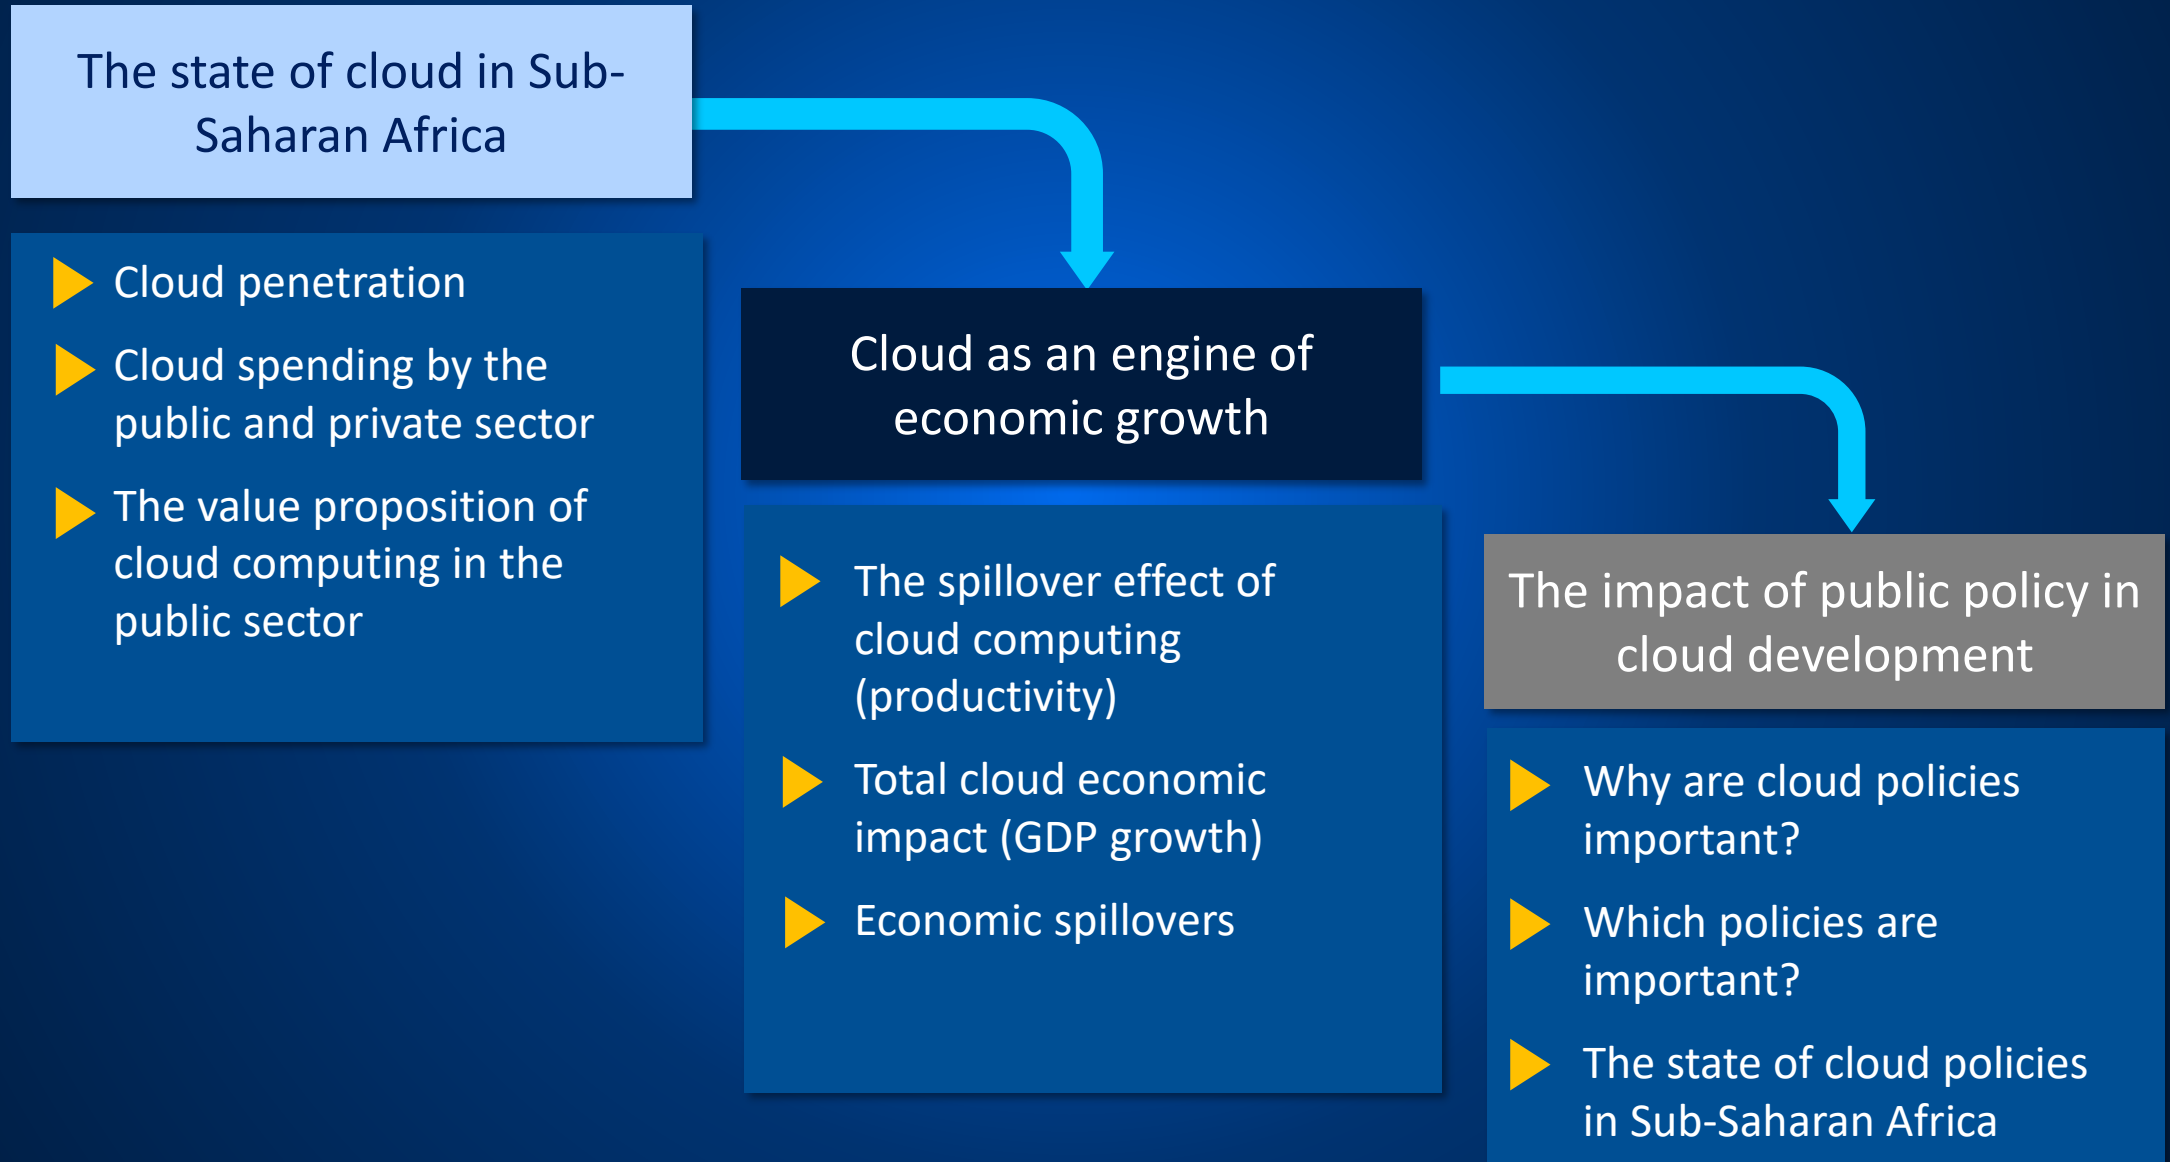 The state of cloud in Sub-
Saharan Africa
Cloud penetration
Cloud spending by the
public and private sector
The value proposition of
cloud computing in the
public sector
Cloud as an engine of
economic growth
The spillover effect of
cloud computing
(productivity)
Total cloud economic
impact (GDP growth)
Economic spillovers
The impact of public policy in
cloud development
Why are cloud policies
important?
Which policies are
important?
The state of cloud policies
in Sub-Saharan Africa